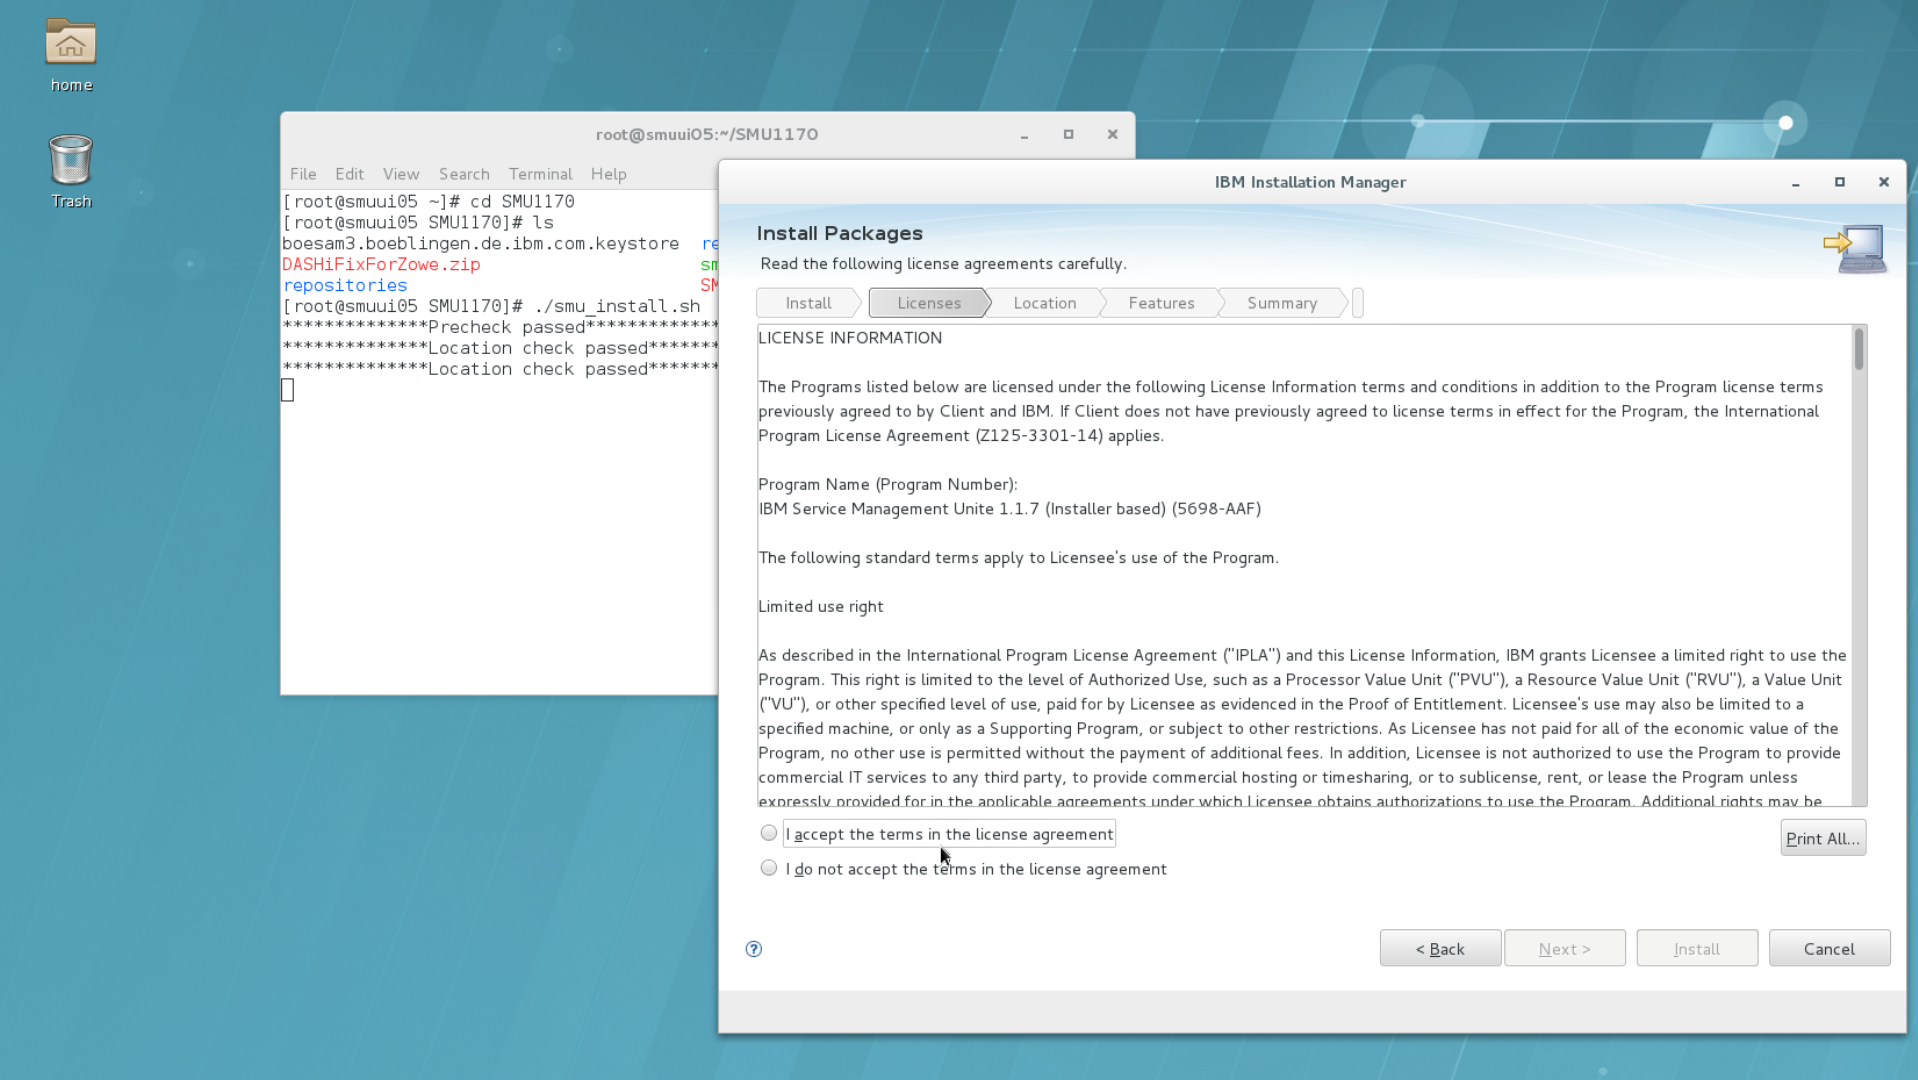 home
Trash
root@smuui05:~/SMU1170
File Edit View Search Terminal Help
[root@smuui05 ~]# cd SMU1170
[root@smuui05 SMU1170]# ls
boesam3.boeblingen.de.ibm.com.keystore re
DASHiFixForZowe.zip sm
repositories SM
[root@smuui05 SMU1170]# ./smu_install.sh
**************Precheck passed*************
**************Location check passed*******
**************Location check passed*******
IBM Installation Manager
Install Packages
Read the following license agreements carefully.
Install Licenses Location Features Summary
LICENSE INFORMATION
The Programs listed below are licensed under the following License Information terms and conditions in addition to the Program license terms
previously agreed to by Client and IBM. If Client does not have previously agreed to license terms in effect for the Program, the International
Program License Agreement (Z125-3301-14) applies.
Program Name (Program Number):
IBM Service Management Unite 1.1.7 (Installer based) (5698-AAF)
The following standard terms apply to Licensee's use of the Program.
Limited use right
As described in the International Program License Agreement ("IPLA") and this License Information, IBM grants Licensee a limited right to use the
Program. This right is limited to the level of Authorized Use, such as a Processor Value Unit ("PVU"), a Resource Value Unit ("RVU"), a Value Unit
("VU"), or other specified level of use, paid for by Licensee as evidenced in the Proof of Entitlement. Licensee's use may also be limited to a
specified machine, or only as a Supporting Program, or subject to other restrictions. As Licensee has not paid for all of the economic value of the
Program, no other use is permitted without the payment of additional fees. In addition, Licensee is not authorized to use the Program to provide
commercial IT services to any third party, to provide commercial hosting or timesharing, or to sublicense, rent, or lease the Program unless
expressly provided for in the applicable agreements under which Licensee obtains authorizations to use the Program. Additional rights may be
I accept the terms in the license agreement
Print All...
I do not accept the terms in the license agreement
?
< Back Next > Install Cancel